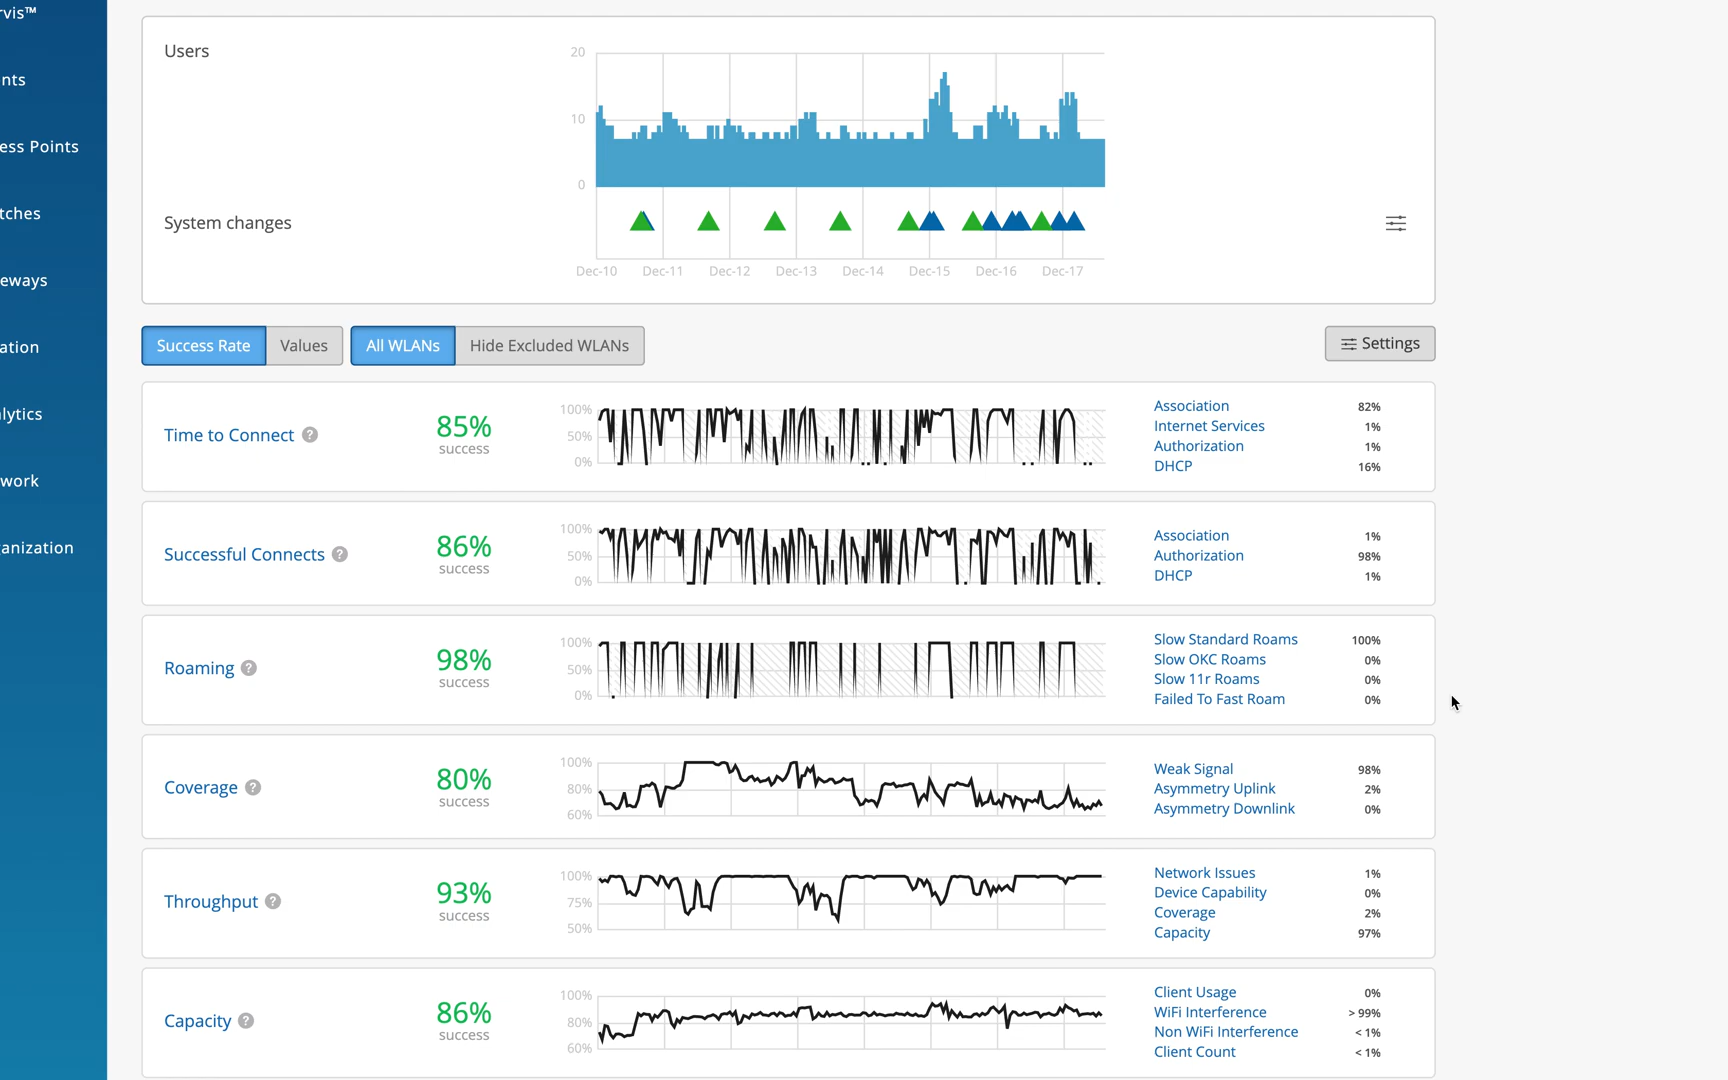 rvis™
nts
ess Points
tches
eways
ation
lytics
work
anization
Users
20
10
0
System changes
Dec-10 Dec-11 Dec-12 Dec-13 Dec-14 Dec-15 Dec-16 Dec-17
Success Rate Values All WLANs Hide Excluded WLANs Settings
Time to Connect ?
85%
success
100%
50%
0%
Association 82%
Internet Services 1%
Authorization 1%
DHCP 16%
Successful Connects ?
86%
success
100%
50%
0%
Association 1%
Authorization 98%
DHCP 1%
Roaming ?
98%
success
100%
50%
0%
Slow Standard Roams 100%
Slow OKC Roams 0%
Slow 11r Roams 0%
Failed To Fast Roam 0%
Coverage ?
80%
success
100%
80%
60%
Weak Signal 98%
Asymmetry Uplink 2%
Asymmetry Downlink 0%
Throughput ?
93%
success
100%
75%
50%
Network Issues 1%
Device Capability 0%
Coverage 2%
Capacity 97%
Capacity ?
86%
success
100%
80%
60%
Client Usage 0%
WiFi Interference > 99%
Non WiFi Interference < 1%
Client Count < 1%